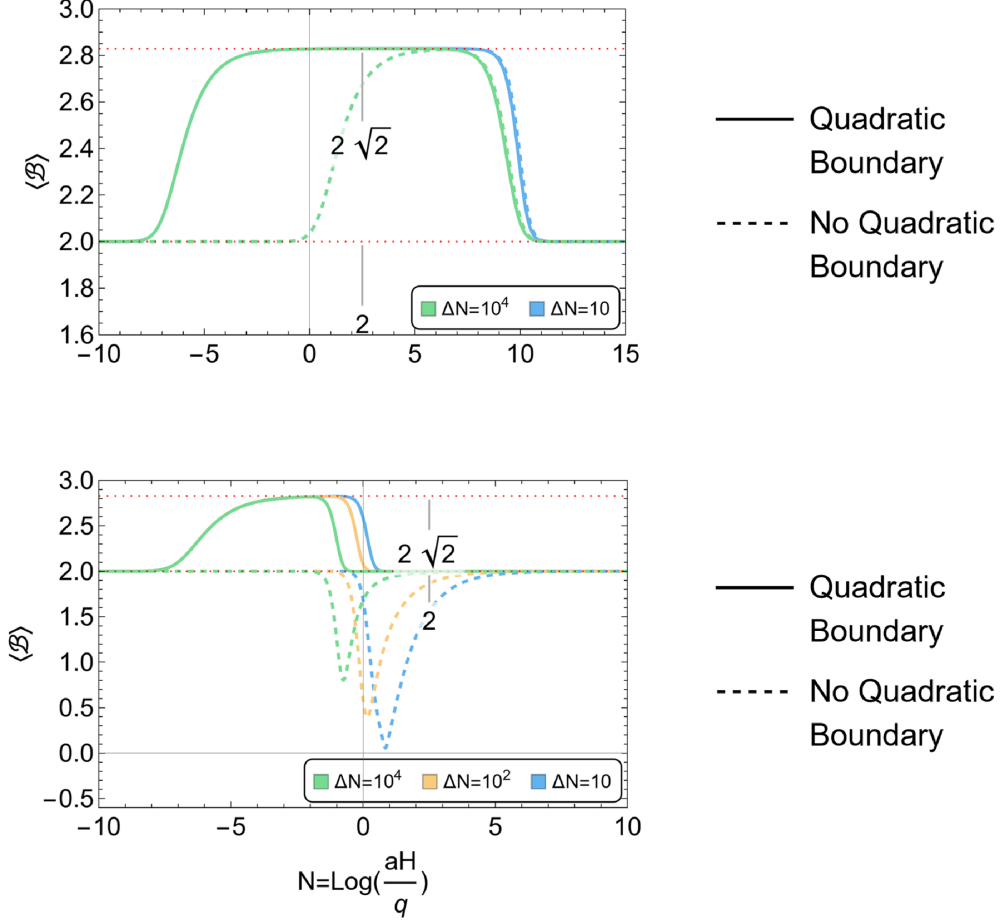 3.0
2.8
2.6
2.4
2.2
2.0
1.8
1.6
⟨ℬ⟩
2 √2
2
ΔN=10⁴ ΔN=10
−10 −5 0 5 10 15
Quadratic
Boundary
No Quadratic
Boundary
3.0
2.5
2.0
1.5
1.0
0.5
0.0
−0.5
⟨ℬ⟩
2 √2
2
ΔN=10⁴ ΔN=10² ΔN=10
−10 −5 0 5 10
N=Log(aH/q)
Quadratic
Boundary
No Quadratic
Boundary